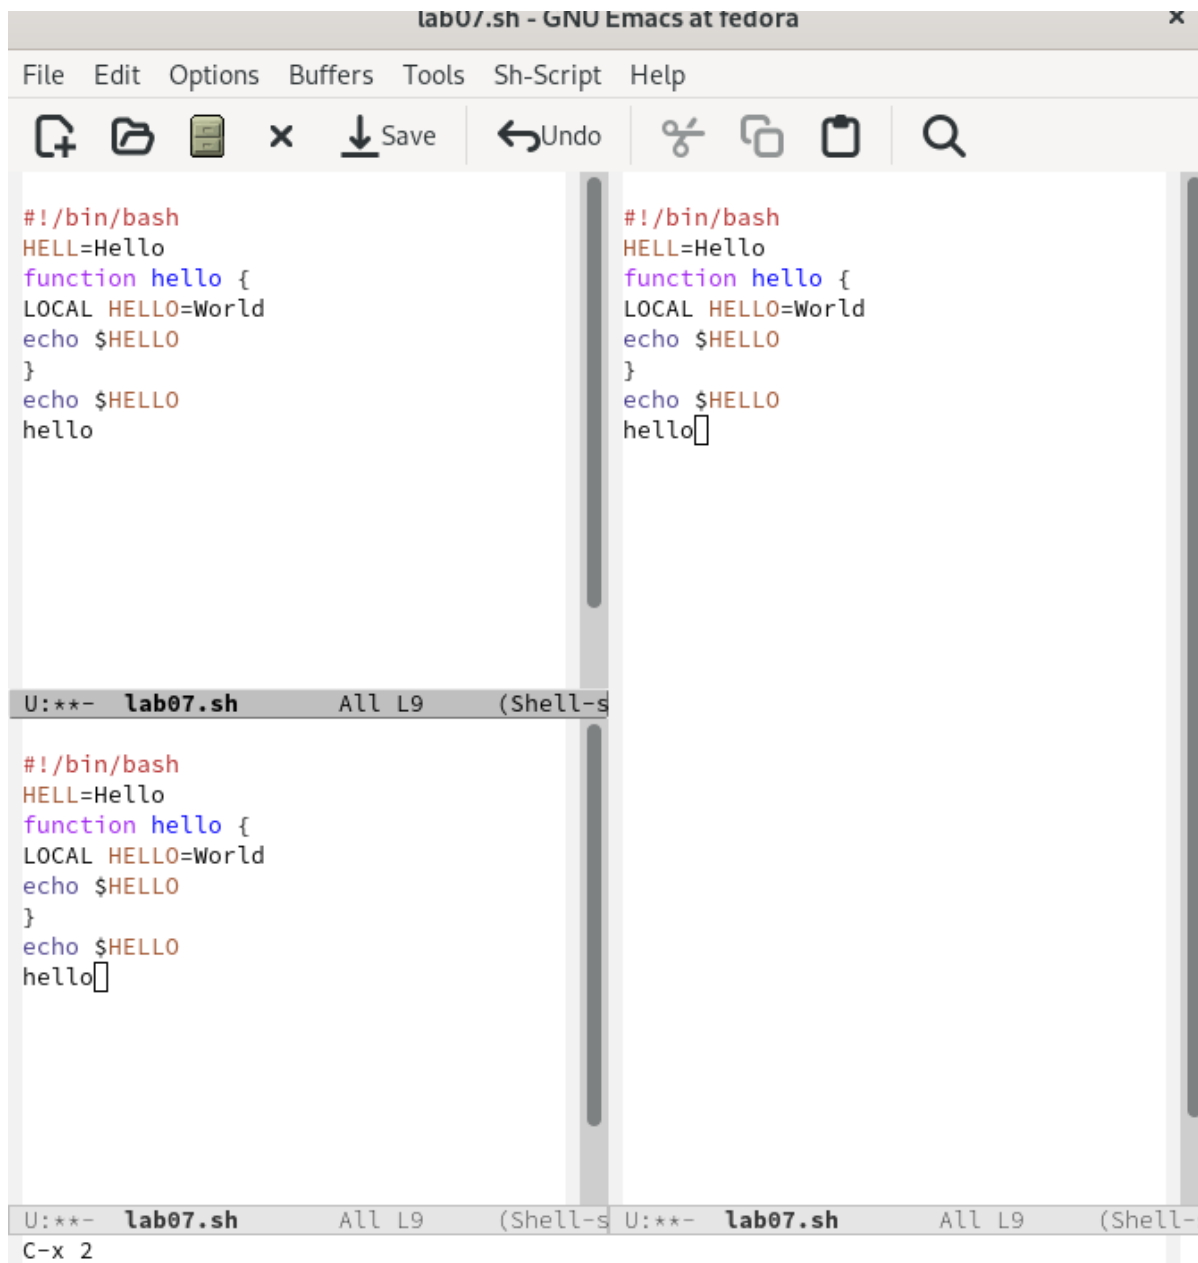 lab07.sh - GNU Emacs at fedora
File Edit Options Buffers Tools Sh-Script Help
Save Undo
#!/bin/bash
HELL=Hello
function hello {
LOCAL HELLO=World
echo $HELLO
}
echo $HELLO
hello
U:**- lab07.sh All L9 (Shell-s
#!/bin/bash
HELL=Hello
function hello {
LOCAL HELLO=World
echo $HELLO
}
echo $HELLO
hello
U:**- lab07.sh All L9 (Shell-s
#!/bin/bash
HELL=Hello
function hello {
LOCAL HELLO=World
echo $HELLO
}
echo $HELLO
hello
U:**- lab07.sh All L9 (Shell-
C-x 2